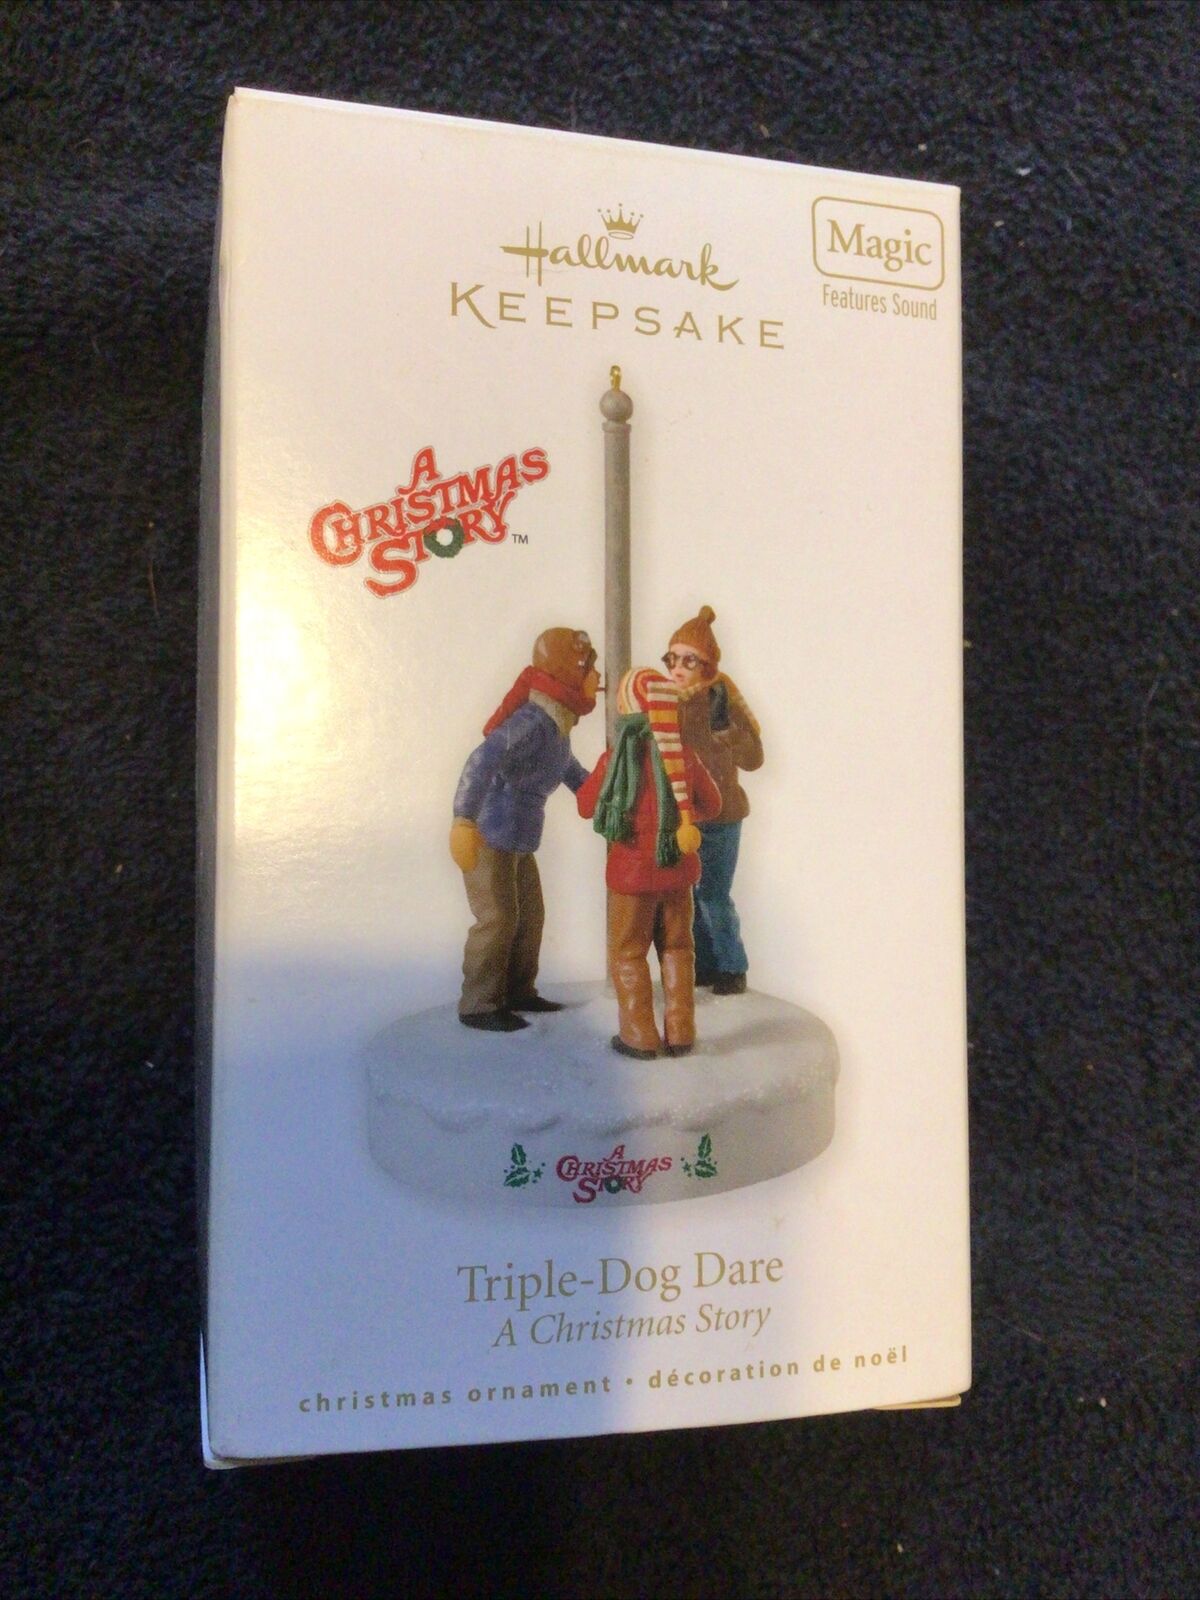 Hallmark
KEEPSAKE
Magic
Features Sound
A
CHRISTMAS
STORY™
A
CHRISTMAS
STORY
Triple-Dog Dare
A Christmas Story
christmas ornament • décoration de noël